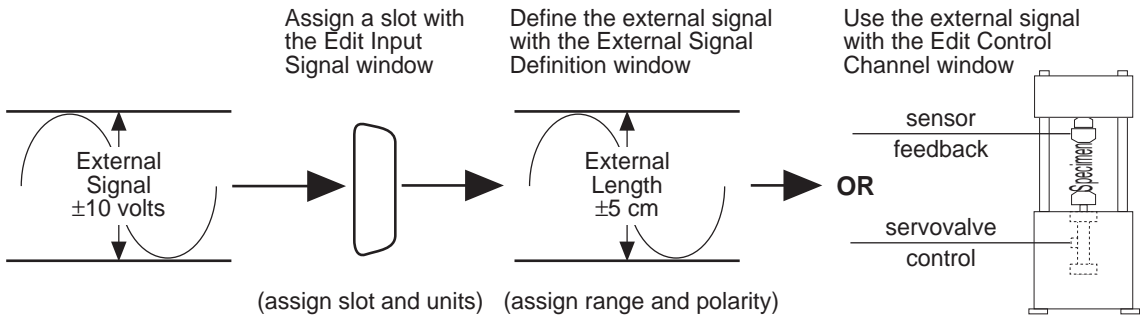 Assign a slot with
the Edit Input
Signal window
Define the external signal
with the External Signal
Definition window
Use the external signal
with the Edit Control
Channel window
External
Signal
±10 volts
External
Length
±5 cm
OR
sensor
feedback
Specimen
servovalve
control
(assign slot and units)
(assign range and polarity)